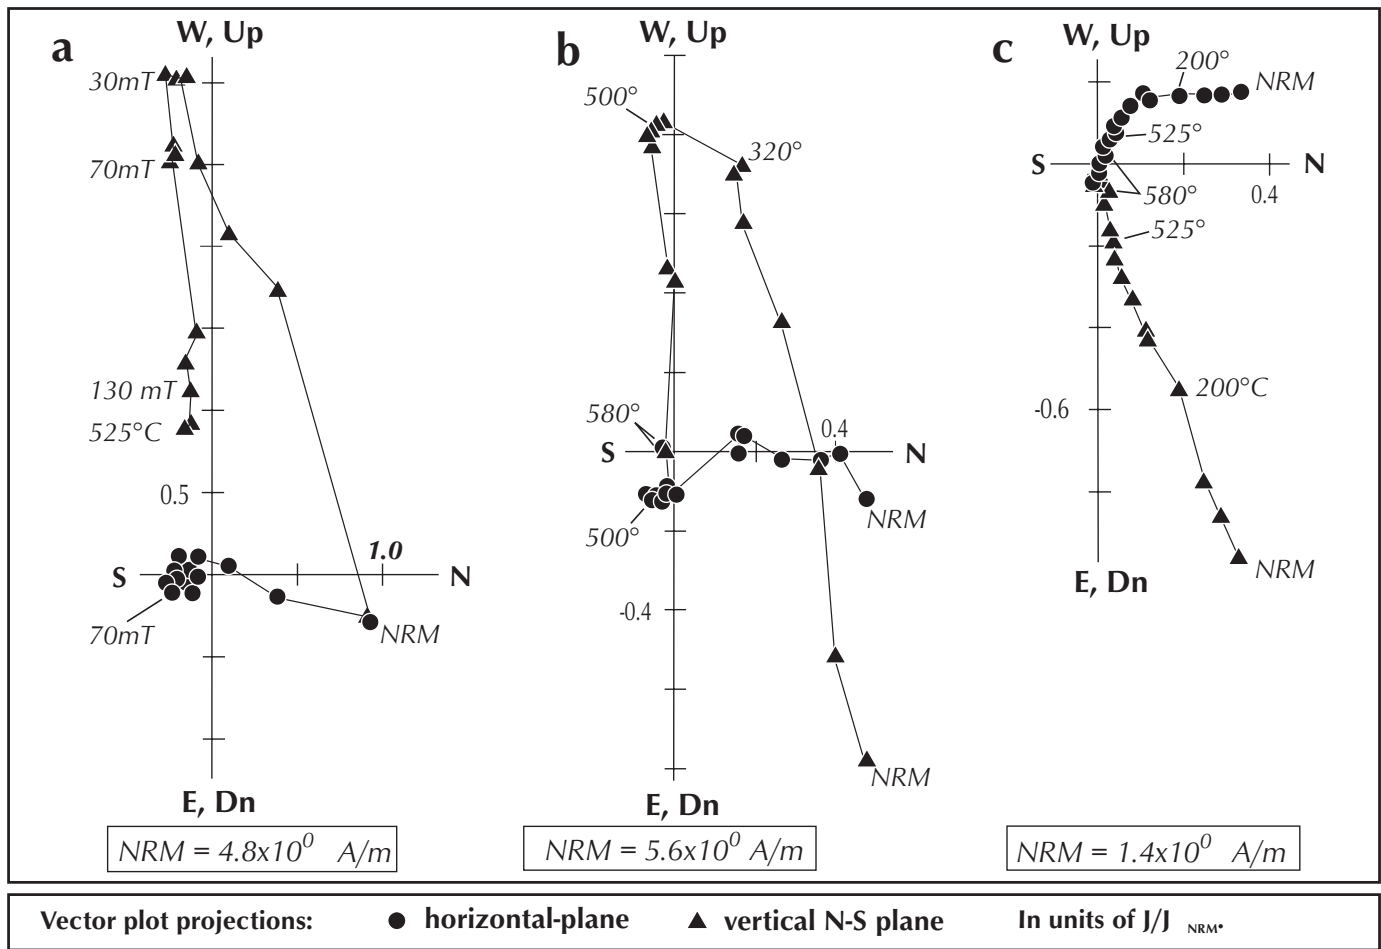 a
W, Up
30mT
70mT
130 mT
525°C
0.5
1.0
S
N
70mT
NRM
E, Dn
NRM = 4.8x10⁰ A/m
b
W, Up
500°
320°
580°
0.4
S
N
500°
NRM
-0.4
NRM
E, Dn
NRM = 5.6x10⁰ A/m
c
W, Up
200°
NRM
525°
S
N
580°
0.4
525°
200°C
-0.6
NRM
E, Dn
NRM = 1.4x10⁰ A/m
Vector plot projections: ● horizontal-plane ▲ vertical N-S plane In units of J/J NRM.